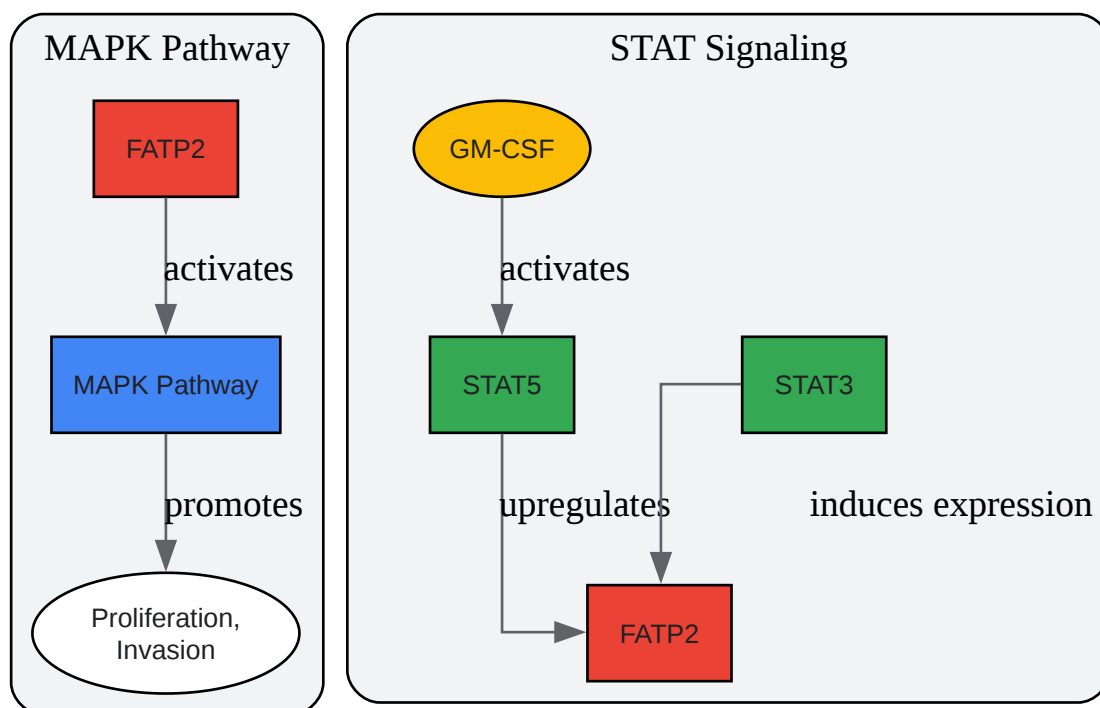 MAPK Pathway
FATP2
activates
MAPK Pathway
promotes
Proliferation,
Invasion
STAT Signaling
GM-CSF
activates
STAT5
STAT3
upregulates
induces expression
FATP2